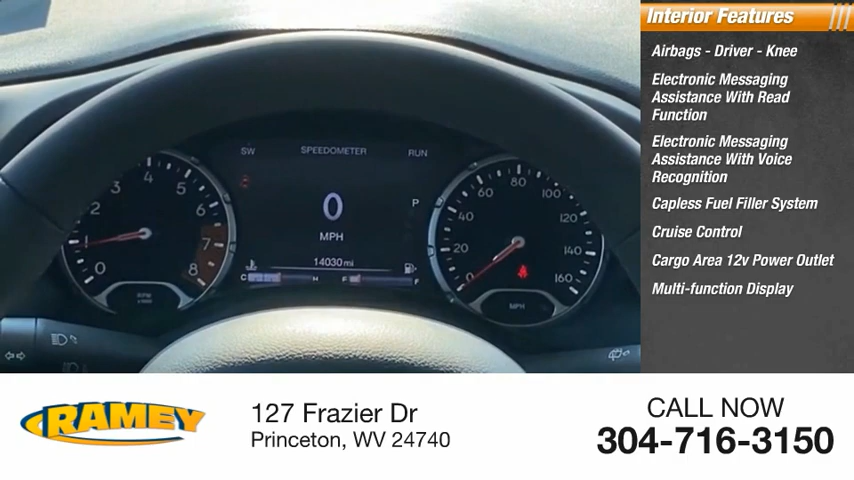 Interior Features
Airbags - Driver - Knee
Electronic Messaging
Assistance With Read
Function
Electronic Messaging
Assistance With Voice
Recognition
Capless Fuel Filler System
Cruise Control
Cargo Area 12v Power Outlet
Multi-function Display
SW SPEEDOMETER RUN
0
MPH
P
14030 mi
C H F F
0 2 3 4 5 6 7 8
RPM
0 20 40 60 80 100 120 140 160
MPH
RAMEY
127 Frazier Dr
Princeton, WV 24740
CALL NOW
304-716-3150